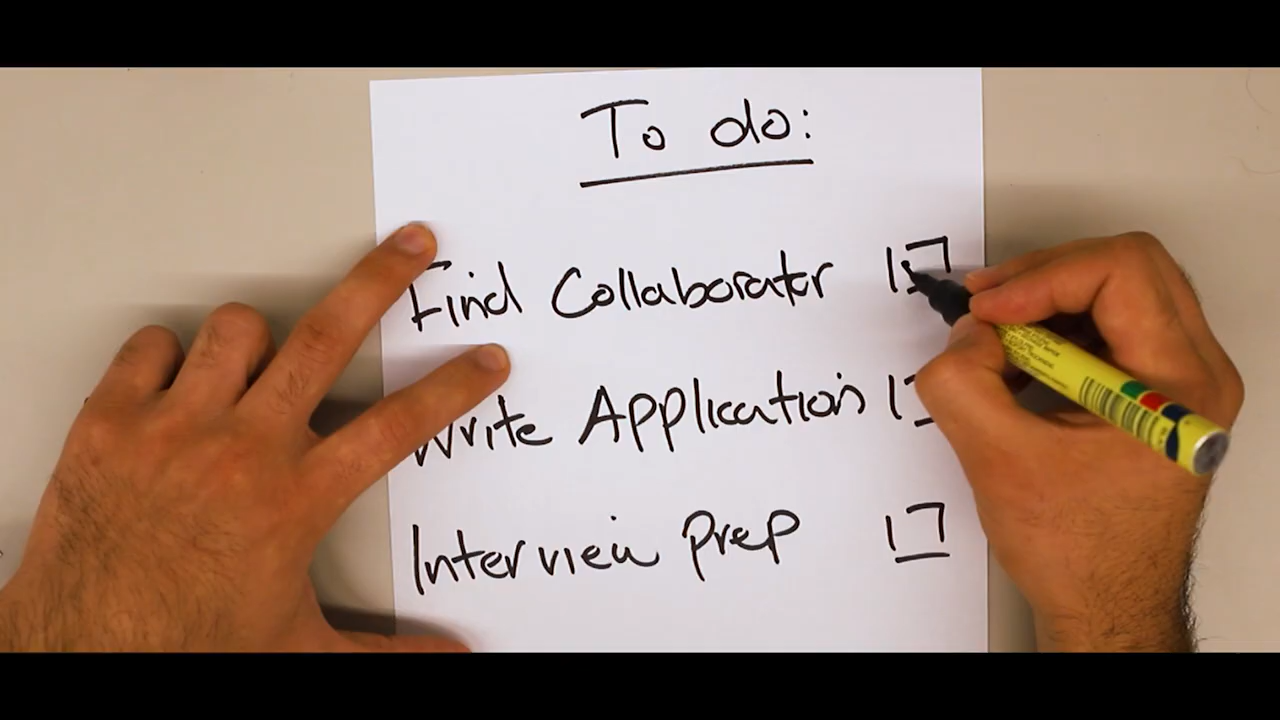 To do:
Find Collaborator
Write Application
Interview Prep